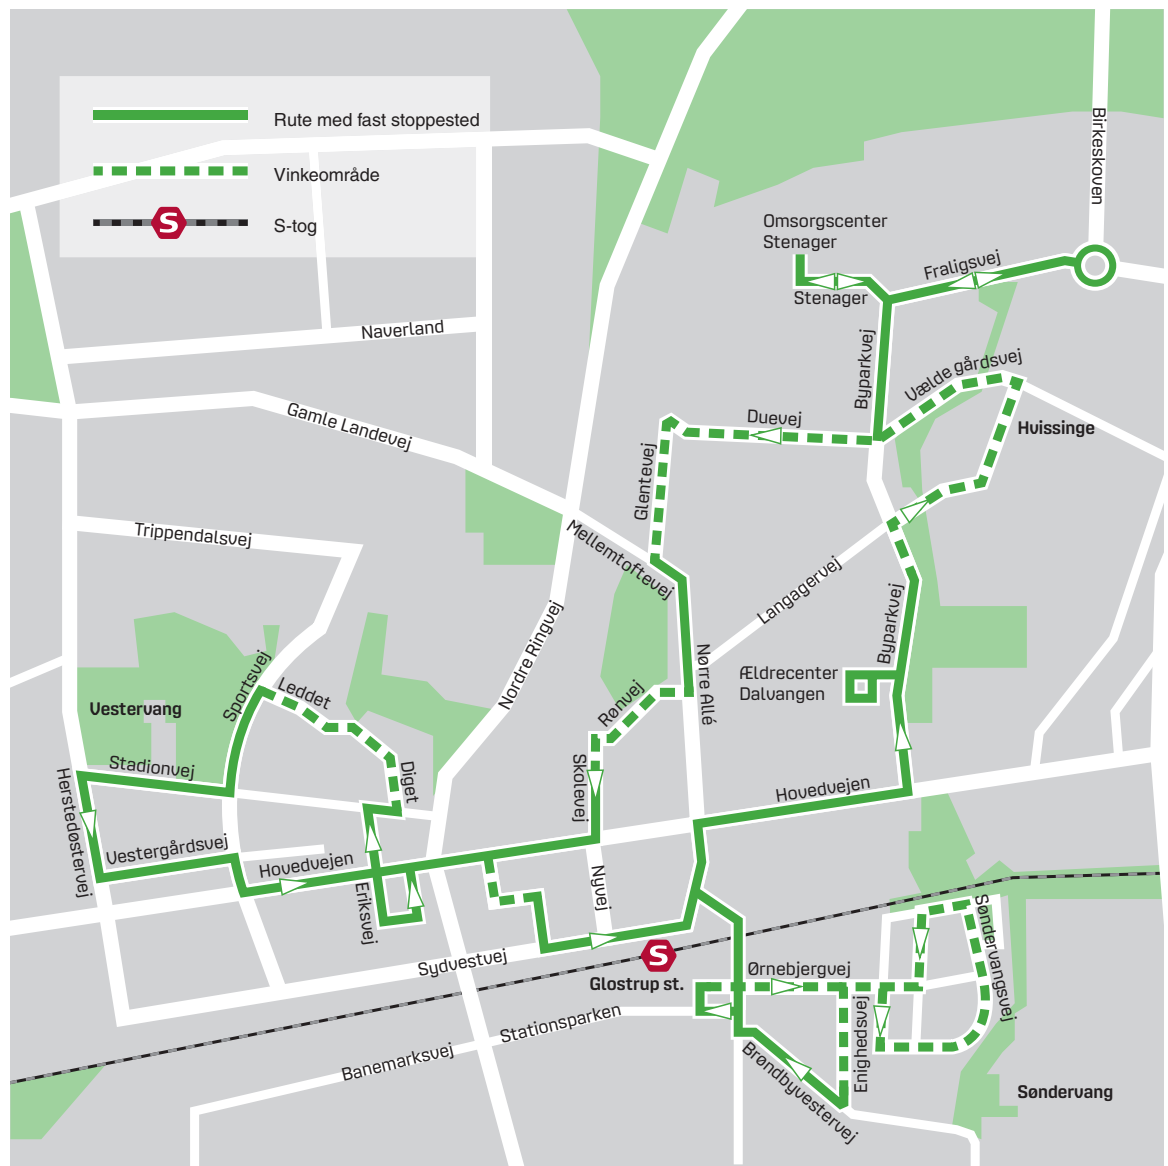 Rute med fast stoppested
Vinkeområde
S
S-tog
Birkeskoven
Omsorgscenter
Stenager
Fraligsvej
Stenager
Naverland
Byparkvej
Vælde gårdsvej
Gamle Landevej
Duevej
Hvissinge
Glentevej
Trippendalsvej
Mellemtoftevej
Langagervej
Nordre Ringvej
Byparkvej
Sportsvej
Leddet
Nørre Allé
Ældrecenter
Dalvangen
Rønvej
Vestervang
Stadionvej
Herstedøstervej
Diget
Skolevej
Hovedvejen
Vestergårdsvej
Hovedvejen
Eriksvej
Nyvej
Søndervangsvej
Sydvestvej
S
Glostrup st.
Ørnebjergvej
Stationsparken
Enighedsvej
Banemarksvej
Brøndbyvestervej
Søndervang